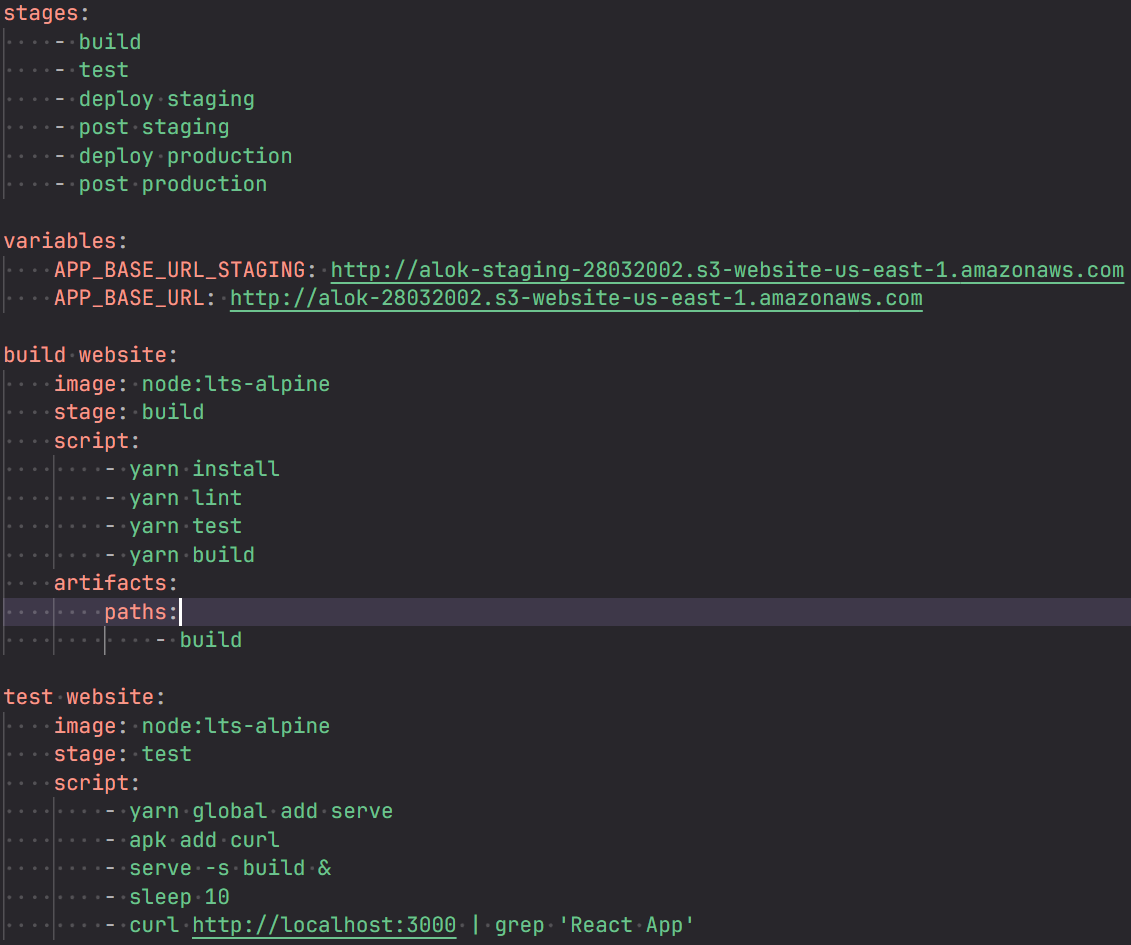 stages:
    - build
    - test
    - deploy staging
    - post staging
    - deploy production
    - post production

variables:
    APP_BASE_URL_STAGING: http://alok-staging-28032002.s3-website-us-east-1.amazonaws.com
    APP_BASE_URL: http://alok-28032002.s3-website-us-east-1.amazonaws.com

build website:
    image: node:lts-alpine
    stage: build
    script:
        - yarn install
        - yarn lint
        - yarn test
        - yarn build
    artifacts:
        paths:
            - build

test website:
    image: node:lts-alpine
    stage: test
    script:
        - yarn global add serve
        - apk add curl
        - serve -s build &
        - sleep 10
        - curl http://localhost:3000 | grep 'React App'